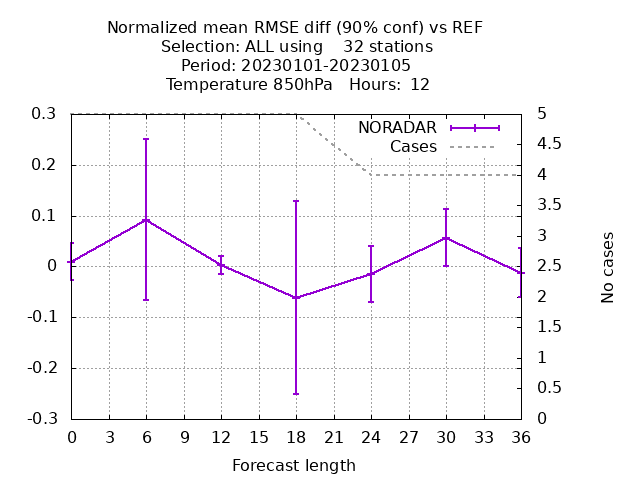 Normalized mean RMSE diff (90% conf) vs REF
Selection: ALL using    32 stations
Period: 20230101-20230105
Temperature 850hPa   Hours:  12
NORADAR
Cases
0.3
0.2
0.1
0
-0.1
-0.2
-0.3
5
4.5
4
3.5
3
2.5
2
1.5
1
0.5
0
No cases
0 3 6 9 12 15 18 21 24 27 30 33 36
Forecast length